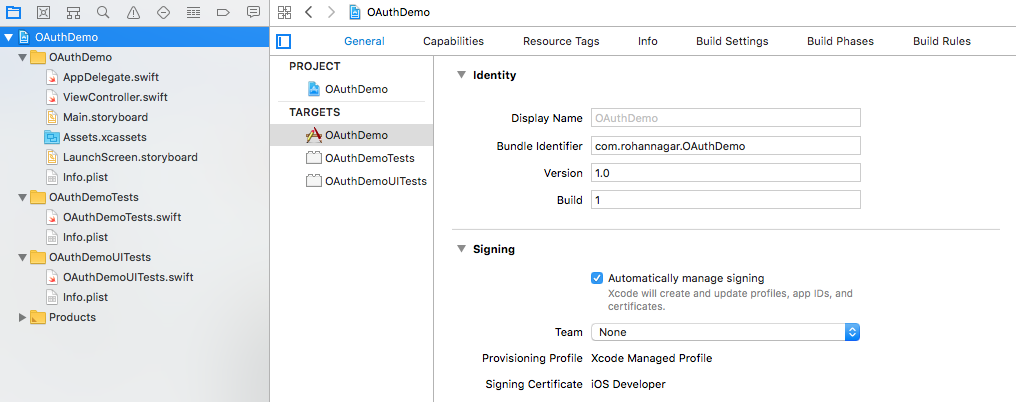 OAuthDemo
OAuthDemo
AppDelegate.swift
ViewController.swift
Main.storyboard
Assets.xcassets
LaunchScreen.storyboard
Info.plist
OAuthDemoTests
OAuthDemoTests.swift
Info.plist
OAuthDemoUITests
OAuthDemoUITests.swift
Info.plist
Products
OAuthDemo
General Capabilities Resource Tags Info Build Settings Build Phases Build Rules
PROJECT
OAuthDemo
TARGETS
OAuthDemo
OAuthDemoTests
OAuthDemoUITests
Identity
Display Name OAuthDemo
Bundle Identifier com.rohannagar.OAuthDemo
Version 1.0
Build 1
Signing
Automatically manage signing
Xcode will create and update profiles, app IDs, and
certificates.
Team None
Provisioning Profile Xcode Managed Profile
Signing Certificate iOS Developer